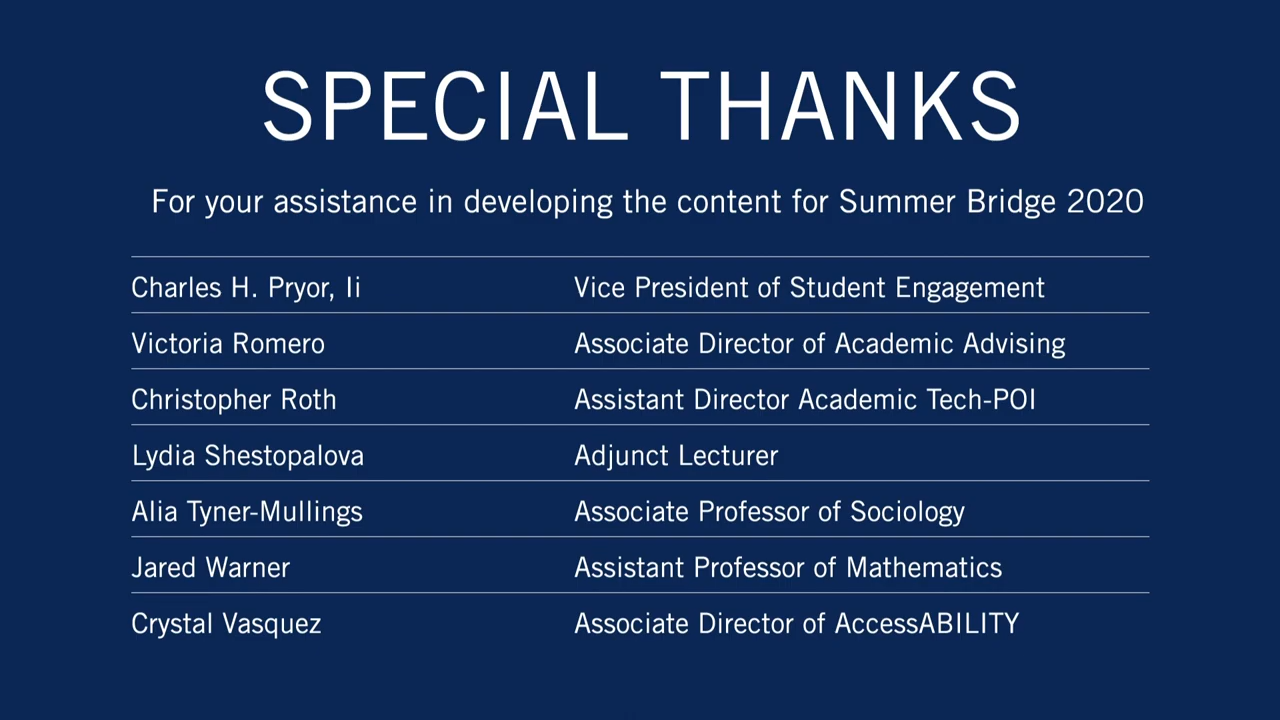 SPECIAL THANKS
For your assistance in developing the content for Summer Bridge 2020
Charles H. Pryor, Ii Vice President of Student Engagement
Victoria Romero Associate Director of Academic Advising
Christopher Roth Assistant Director Academic Tech-POI
Lydia Shestopalova Adjunct Lecturer
Alia Tyner-Mullings Associate Professor of Sociology
Jared Warner Assistant Professor of Mathematics
Crystal Vasquez Associate Director of AccessABILITY